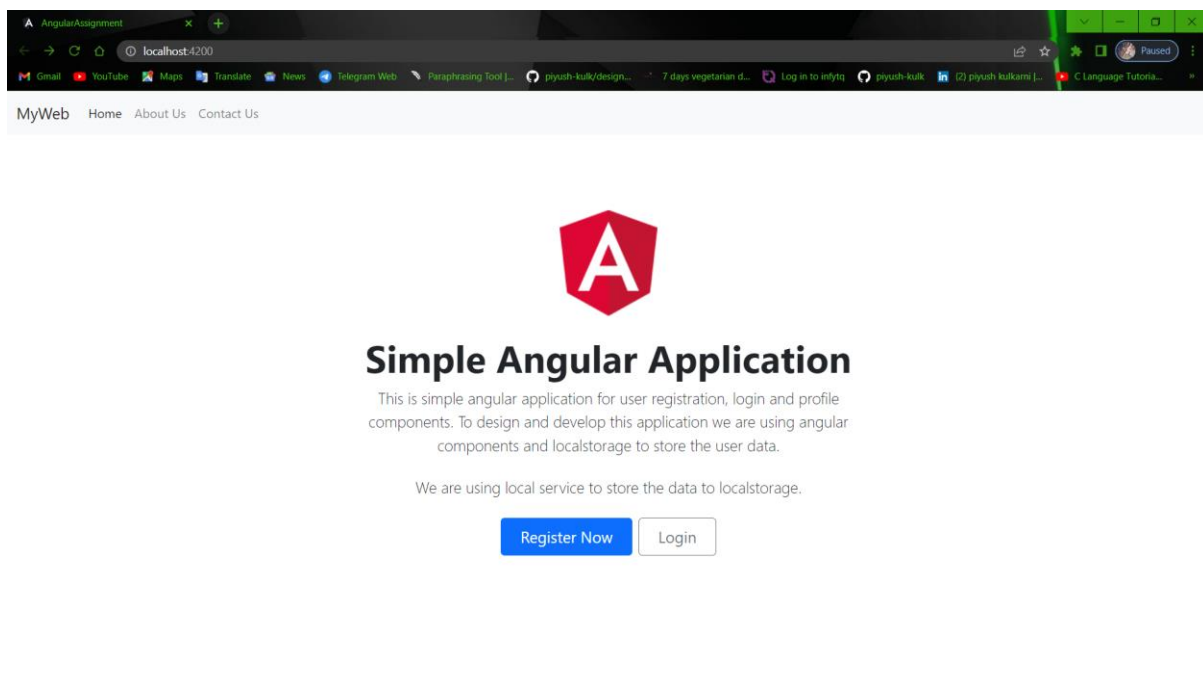 AngularAssignment
localhost:4200
Paused
Gmail YouTube Maps Translate News Telegram Web Paraphrasing Tool |... piyush-kulk/design... 7 days vegetarian d... Log in to infytq piyush-kulk (2) piyush kulkarni |... C Language Tutoria... »
MyWeb Home About Us Contact Us
A
Simple Angular Application
This is simple angular application for user registration, login and profile
components. To design and develop this application we are using angular
components and localstorage to store the user data.
We are using local service to store the data to localstorage.
Register Now Login